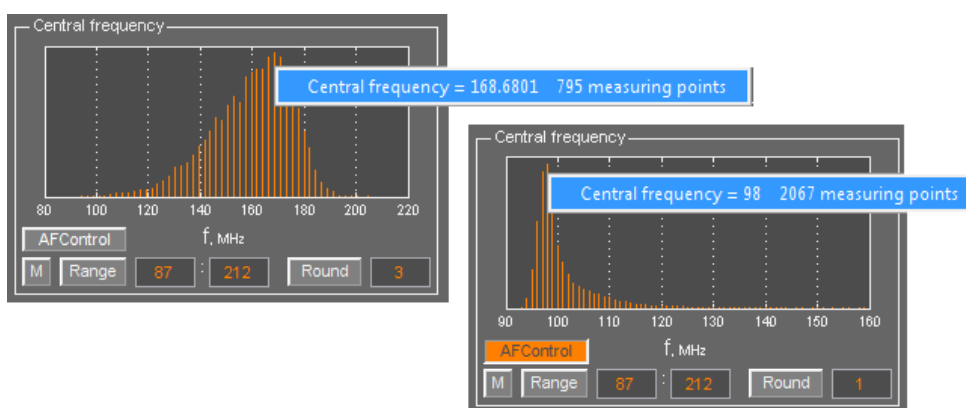 Central frequency
Central frequency = 168.6801 795 measuring points
80 100 120 140 160 180 200 220
AFControl f, MHz
M Range 87 : 212 Round 3
Central frequency
Central frequency = 98 2067 measuring points
90 100 110 120 130 140 150 160
AFControl f, MHz
M Range 87 : 212 Round 1